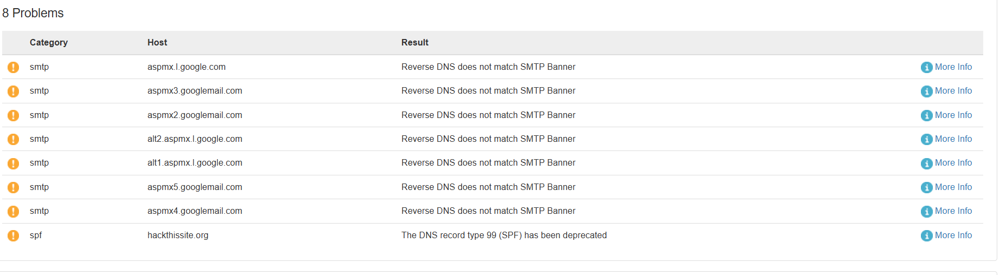 8 Problems
Category Host Result
smtp aspmx.l.google.com Reverse DNS does not match SMTP Banner More Info
smtp aspmx3.googlemail.com Reverse DNS does not match SMTP Banner More Info
smtp aspmx2.googlemail.com Reverse DNS does not match SMTP Banner More Info
smtp alt2.aspmx.l.google.com Reverse DNS does not match SMTP Banner More Info
smtp alt1.aspmx.l.google.com Reverse DNS does not match SMTP Banner More Info
smtp aspmx5.googlemail.com Reverse DNS does not match SMTP Banner More Info
smtp aspmx4.googlemail.com Reverse DNS does not match SMTP Banner More Info
spf hackthissite.org The DNS record type 99 (SPF) has been deprecated More Info